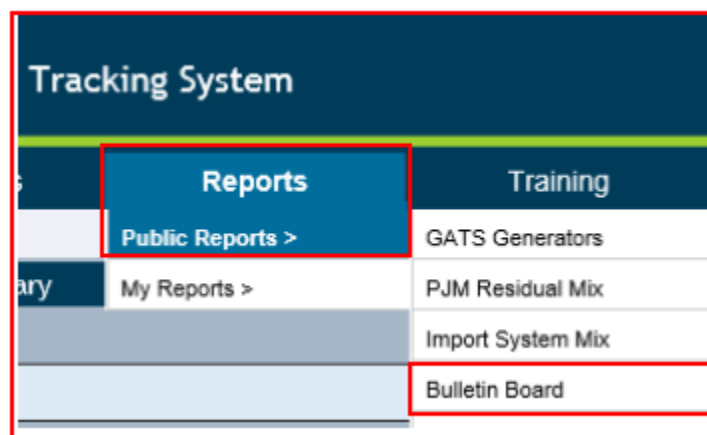 Tracking System
Reports
Training
Public Reports >
GATS Generators
ary
My Reports >
PJM Residual Mix
Import System Mix
Bulletin Board